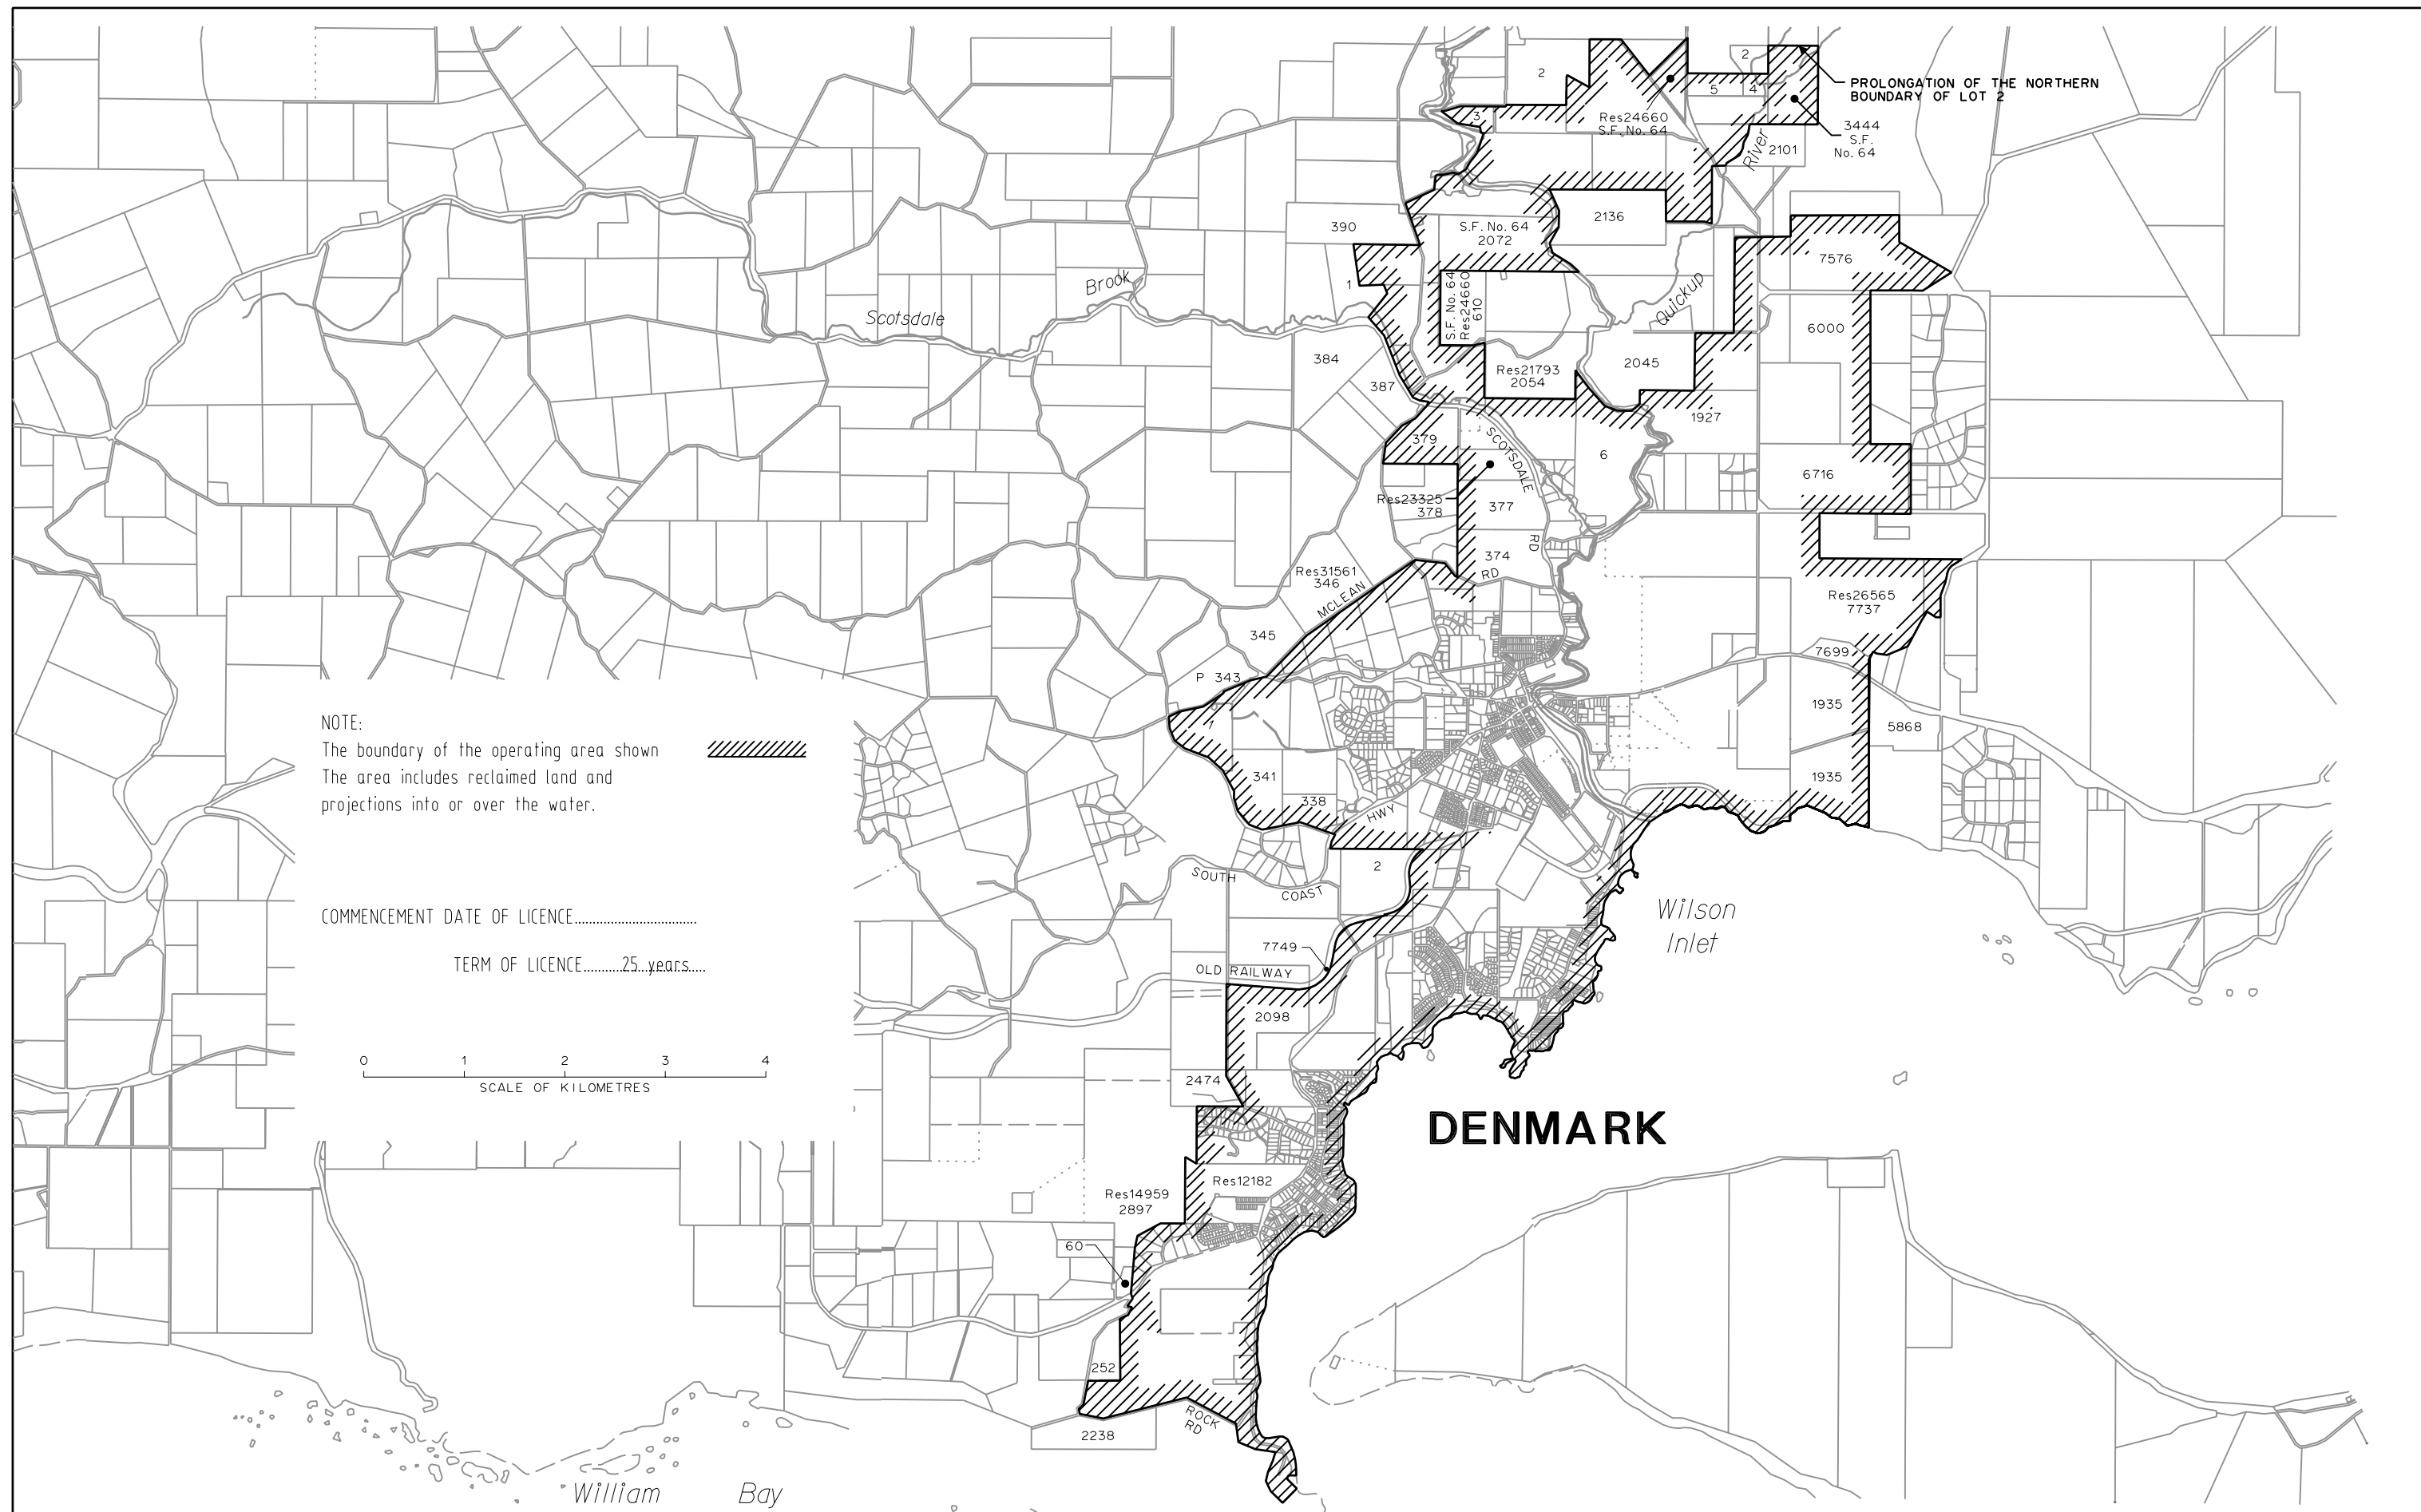 2
2
PROLONGATION OF THE NORTHERN
BOUNDARY OF LOT 2
5
4
3
Res24660
S.F. No. 64
3444
S.F.
No. 64
River
2101
390
S.F. No. 64
2072
2136
7576
1
S.F. No. 64
Res24660
610
Quickup
Brook
Scotsdale
6000
384
387
Res21793
2054
2045
1927
379
SCOTSDALE
RD
6
6716
Res23325
378
377
374
RD
Res31561
346
MCLEAN
Res26565
7737
345
7699
P 343
1
1935
5868
NOTE:
The boundary of the operating area shown
The area includes reclaimed land and
projections into or over the water.
341
338
HWY
1935
2
SOUTH
COAST
Wilson
Inlet
COMMENCEMENT DATE OF LICENCE
7749
TERM OF LICENCE 25 years
OLD RAILWAY
2098
0 1 2 3 4
SCALE OF KILOMETRES
2474
DENMARK
Res14959
2897
Res12182
60
252
ROCK
RD
2238
William Bay